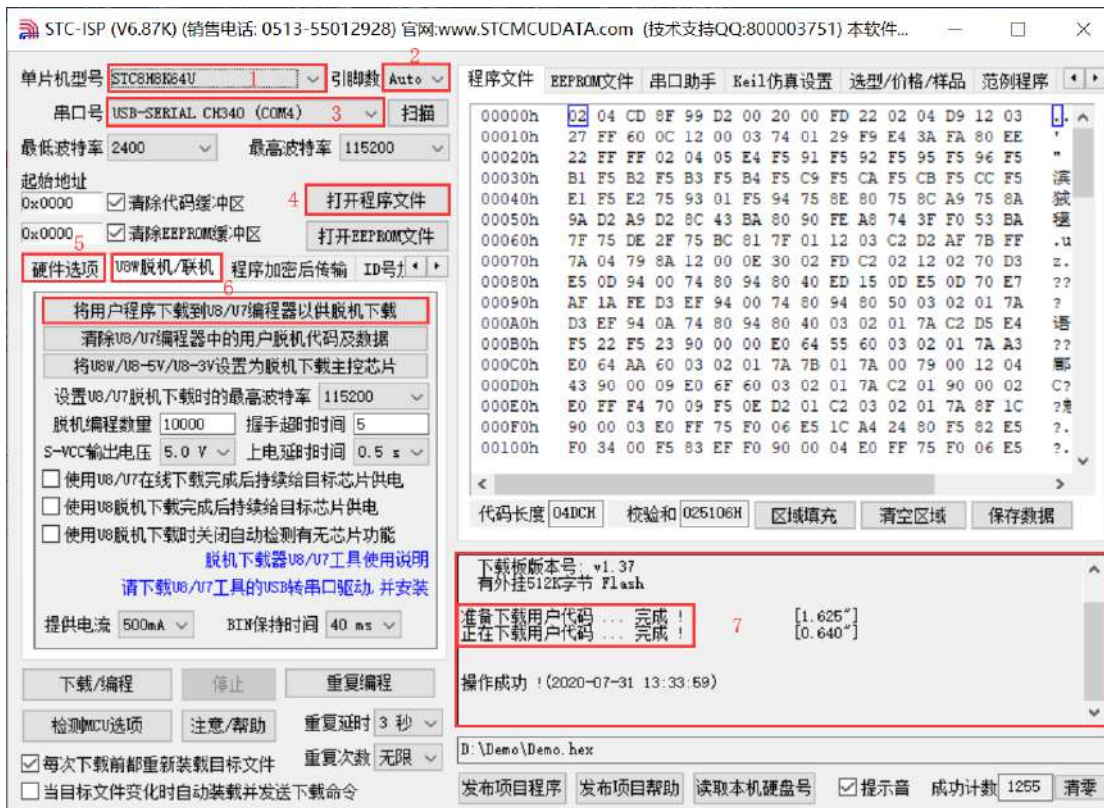 STC-ISP (V6.87K) (销售电话: 0513-55012928) 官网:www.STCMCUDATA.com (技术支持QQ:800003751) 本软件...
单片机型号 STC8H8K64U 1 引脚数 Auto 2
串口号 USB-SERIAL CH340 (COM4) 3 扫描
最低波特率 2400 最高波特率 115200
起始地址
0x0000 清除代码缓冲区 4 打开程序文件
0x0000 清除EEPROM缓冲区 打开EEPROM文件
5
硬件选项 U8W脱机/联机 程序加密后传输 ID号
6
将用户程序下载到U8/U7编程器以供脱机下载
清除U8/U7编程器中的用户脱机代码及数据
将U8W/U8-5V/U8-3V设置为脱机下载主控芯片
设置U8/U7脱机下载时的最高波特率 115200
脱机编程数量 10000 握手超时时间 5
S-VCC输出电压 5.0 V 上电延时时间 0.5 s
使用U8/U7在线下载完成后持续给目标芯片供电
使用U8脱机下载完成后持续给目标芯片供电
使用U8脱机下载时关闭自动检测有无芯片功能
脱机下载器U8/U7工具使用说明
请下载U8/U7工具的USB转串口驱动,并安装
提供电流 500mA BIN保持时间 40 ms
下载/编程 停止 重复编程
检测MCU选项 注意/帮助 重复延时 3 秒
每次下载前都重新装载目标文件 重复次数 无限
当目标文件变化时自动装载并发送下载命令
程序文件 EEPROM文件 串口助手 Keil仿真设置 选型/价格/样品 范例程序
00000h 02 04 CD 8F 99 D2 00 20 00 FD 22 02 04 D9 12 03 ..
00010h 27 FF 60 0C 12 00 03 74 01 29 F9 E4 3A FA 80 EE '
00020h 22 FF FF 02 04 05 E4 F5 91 F5 92 F5 95 F5 96 F5 "
00030h B1 F5 B2 F5 B3 F5 B4 F5 C9 F5 CA F5 CB F5 CC F5
00040h E1 F5 E2 75 93 01 F5 94 75 8E 80 75 8C A9 75 8A
00050h 9A D2 A9 D2 8C 43 BA 80 90 FE A8 74 3F F0 53 BA
00060h 7F 75 DE 2F 75 BC 81 7F 01 12 03 C2 D2 AF 7B FF .u
00070h 7A 04 79 8A 12 00 0E 30 02 FD C2 02 12 02 70 D3 z.
00080h E5 0D 94 00 74 80 94 80 40 ED 15 0D E5 0D 70 E7 ??
00090h AF 1A FE D3 EF 94 00 74 80 94 80 50 03 02 01 7A ?
000A0h D3 EF 94 0A 74 80 94 80 40 03 02 01 7A C2 D5 E4 语
000B0h F5 22 F5 23 90 00 00 E0 64 55 60 03 02 01 7A A3 ??
000C0h E0 64 AA 60 03 02 01 7A 7B 01 7A 00 79 00 12 04
000D0h 43 90 00 09 E0 6F 60 03 02 01 7A C2 01 90 00 02 C?
000E0h E0 FF F4 70 09 F5 0E D2 01 C2 03 02 01 7A 8F 1C
000F0h 90 00 03 E0 FF 75 F0 06 E5 1C A4 24 80 F5 82 E5 ?.
00100h F0 34 00 F5 83 EF F0 90 00 04 E0 FF 75 F0 06 E5 ?.
代码长度 04DCH 校验和 025106H 区域填充 清空区域 保存数据
下载板版本号: v1.37
有外挂512K字节 Flash
准备下载用户代码 ... 完成 ! [1.625"]
正在下载用户代码 ... 完成 ! 7 [0.640"]
操作成功 !(2020-07-31 13:33:59)
D:\Demo\Demo.hex
发布项目程序 发布项目帮助 读取本机硬盘号 提示音 成功计数 1255 清零